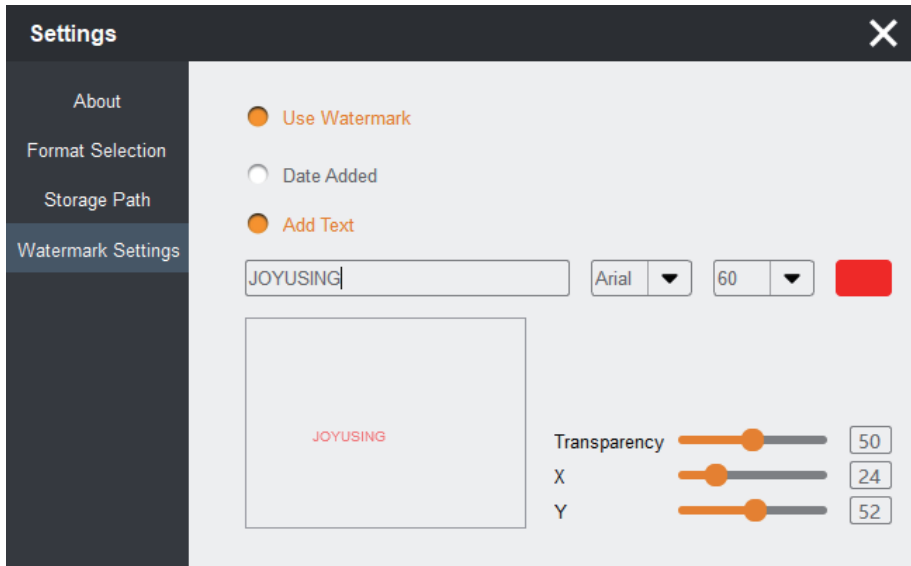 Settings
About
Format Selection
Storage Path
Watermark Settings
Use Watermark
Date Added
Add Text
JOYUSING
Arial
60
JOYUSING
Transparency 50
X 24
Y 52